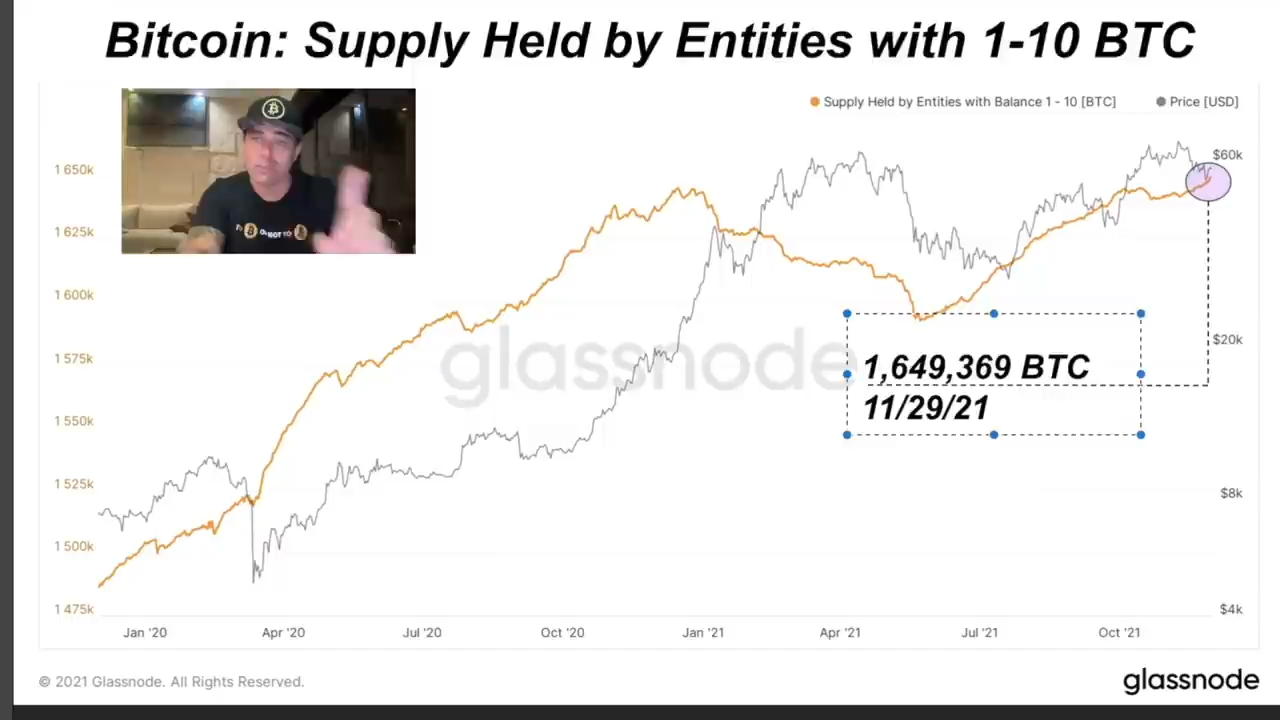 Bitcoin: Supply Held by Entities with 1-10 BTC
Supply Held by Entities with Balance 1 - 10 [BTC] Price [USD]
1 650k
1 625k
1 600k
1 575k
1 550k
1 525k
1 500k
1 475k
$60k
$20k
$8k
$4k
glassnode
1,649,369 BTC
11/29/21
Jan '20 Apr '20 Jul '20 Oct '20 Jan '21 Apr '21 Jul '21 Oct '21
© 2021 Glassnode. All Rights Reserved.
glassnode